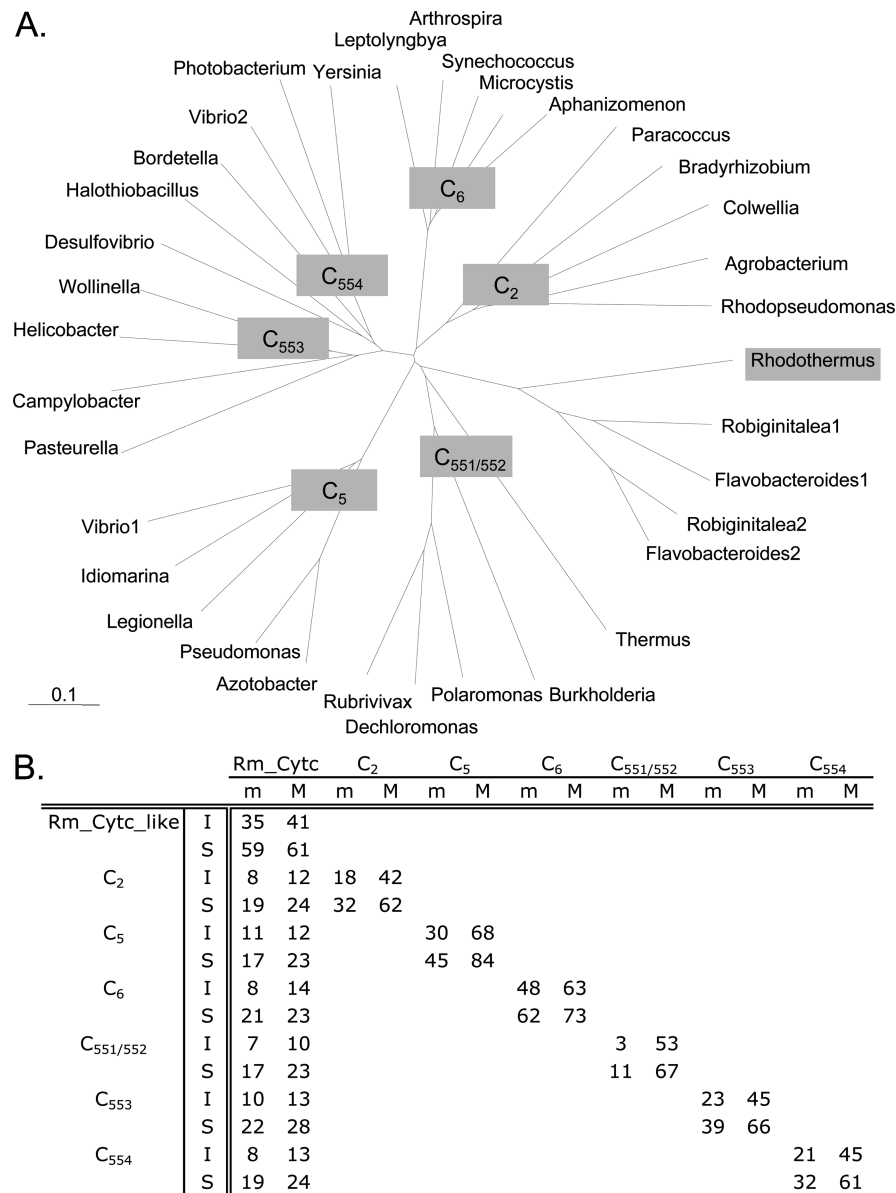 A.
Arthrospira
Leptolyngbya
Synechococcus
Photobacterium
Yersinia
Microcystis
Aphanizomenon
Vibrio2
Paracoccus
Bordetella
Bradyrhizobium
Halothiobacillus
C6
Colwellia
Desulfovibrio
C554
C2
Agrobacterium
Wollinella
Rhodopseudomonas
Helicobacter
C553
Rhodothermus
Campylobacter
Robiginitalea1
Pasteurella
C551/552
Flavobacteroides1
C5
Vibrio1
Robiginitalea2
Flavobacteroides2
Idiomarina
Legionella
Thermus
Pseudomonas
Azotobacter
0.1
Rubrivivax
Polaromonas
Burkholderia
Dechloromonas
B.
Rm_Cytc C2 C5 C6 C551/552 C553 C554
m M m M m M m M m M m M m M
Rm_Cytc_like I 35 41
S 59 61
C2 I 8 12 18 42
S 19 24 32 62
C5 I 11 12 30 68
S 17 23 45 84
C6 I 8 14 48 63
S 21 23 62 73
C551/552 I 7 10 3 53
S 17 23 11 67
C553 I 10 13 23 45
S 22 28 39 66
C554 I 8 13 21 45
S 19 24 32 61